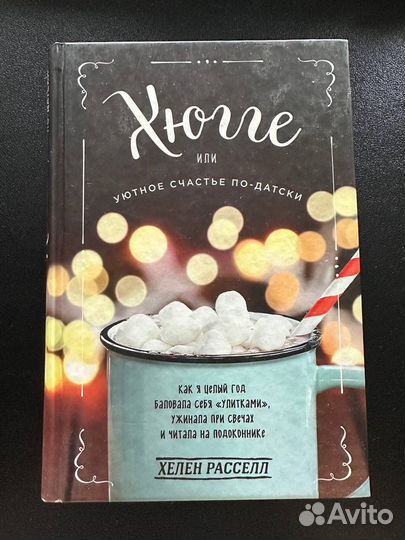 Хюгге
или
уютное счастье по-датски
как я целый год
баловала себя «улитками»,
ужинала при свечах
и читала на подоконнике
Хелен Расселл
Avito